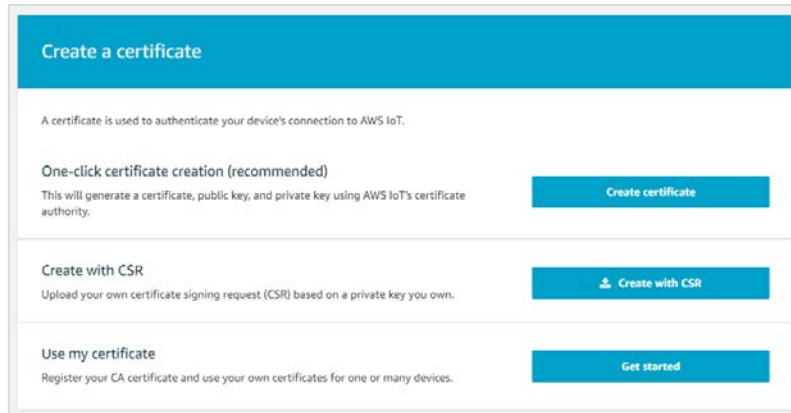 Create a certificate
A certificate is used to authenticate your device's connection to AWS IoT.
One-click certificate creation (recommended)
This will generate a certificate, public key, and private key using AWS IoT's certificate
authority.
Create certificate
Create with CSR
Upload your own certificate signing request (CSR) based on a private key you own.
Create with CSR
Use my certificate
Register your CA certificate and use your own certificates for one or many devices.
Get started